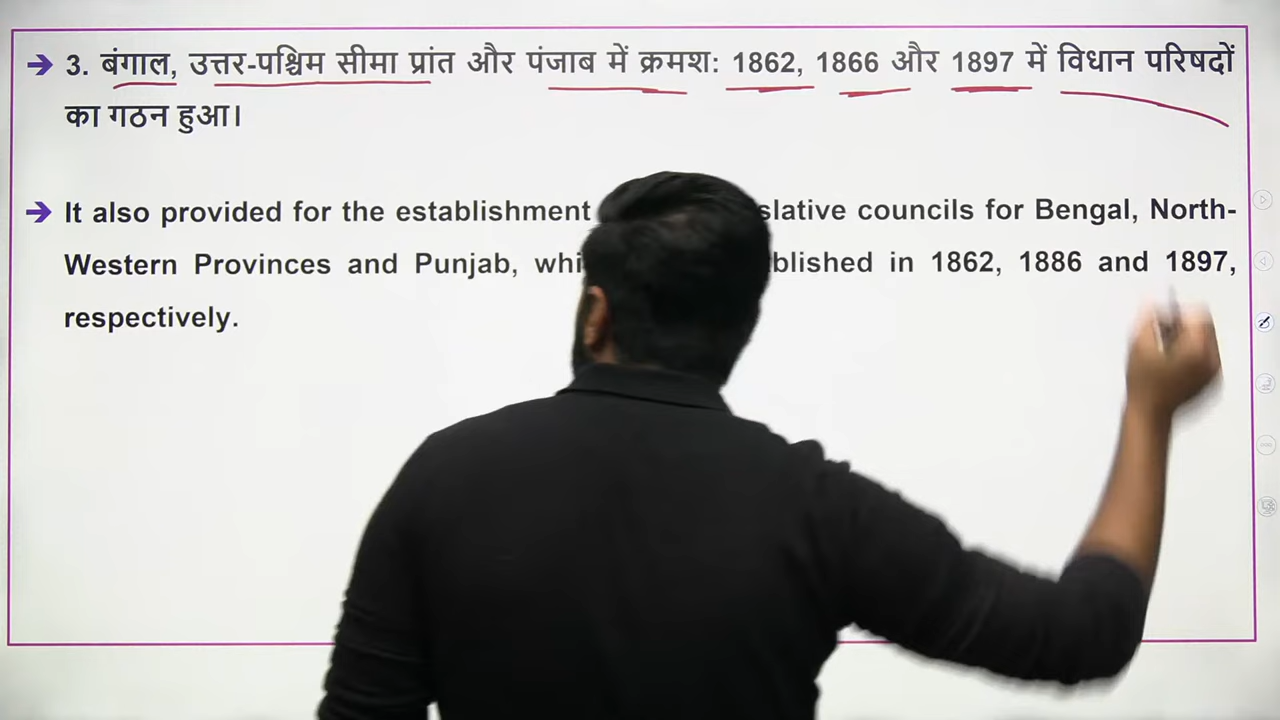 ➔ 3. बंगाल, उत्तर-पश्चिम सीमा प्रांत और पंजाब में क्रमश: 1862, 1866 और 1897 में विधान परिषदों
का गठन हुआ।
➔ It also provided for the establishment slative councils for Bengal, North-
Western Provinces and Punjab, whi blished in 1862, 1886 and 1897,
respectively.